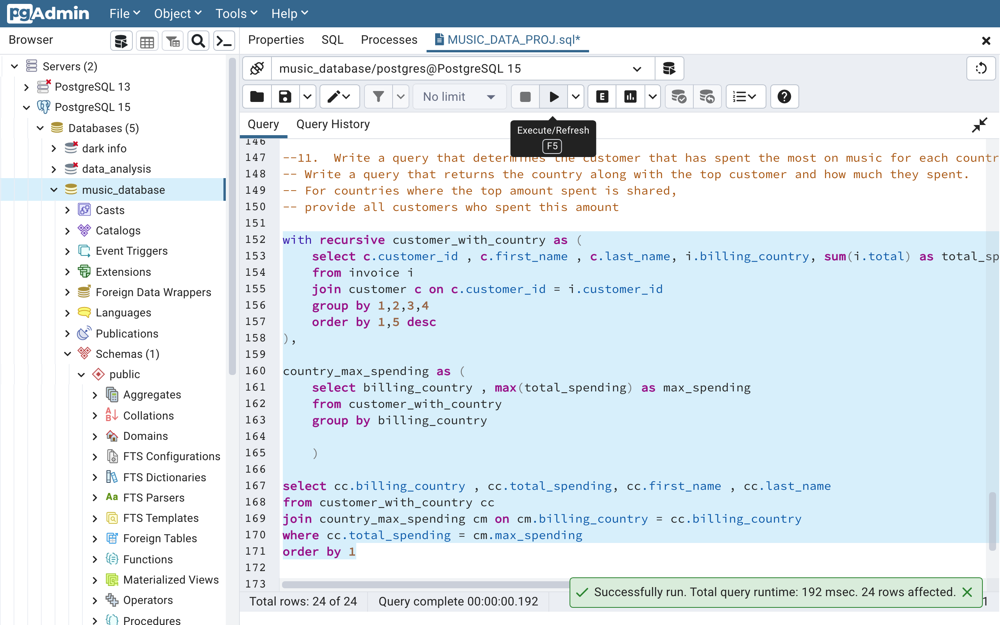 pgAdmin File Object Tools Help
Browser
Properties SQL Processes MUSIC_DATA_PROJ.sql*
Servers (2)
PostgreSQL 13
PostgreSQL 15
Databases (5)
dark info
data_analysis
music_database
Casts
Catalogs
Event Triggers
Extensions
Foreign Data Wrappers
Languages
Publications
Schemas (1)
public
Aggregates
Collations
Domains
FTS Configurations
FTS Dictionaries
Aa FTS Parsers
FTS Templates
Foreign Tables
Functions
Materialized Views
Operators
Procedures
music_database/postgres@PostgreSQL 15
No limit
E
Query Query History
Execute/Refresh
F5
146
147 --11. Write a query that determines the customer that has spent the most on music for each countr
148 -- Write a query that returns the country along with the top customer and how much they spent.
149 -- For countries where the top amount spent is shared,
150 -- provide all customers who spent this amount
151
152 with recursive customer_with_country as (
153 select c.customer_id , c.first_name , c.last_name, i.billing_country, sum(i.total) as total_sp
154 from invoice i
155 join customer c on c.customer_id = i.customer_id
156 group by 1,2,3,4
157 order by 1,5 desc
158 ),
159
160 country_max_spending as (
161 select billing_country , max(total_spending) as max_spending
162 from customer_with_country
163 group by billing_country
164
165 )
166
167 select cc.billing_country , cc.total_spending, cc.first_name , cc.last_name
168 from customer_with_country cc
169 join country_max_spending cm on cm.billing_country = cc.billing_country
170 where cc.total_spending = cm.max_spending
171 order by 1
172
173
Successfully run. Total query runtime: 192 msec. 24 rows affected.
Total rows: 24 of 24 Query complete 00:00:00.192 1